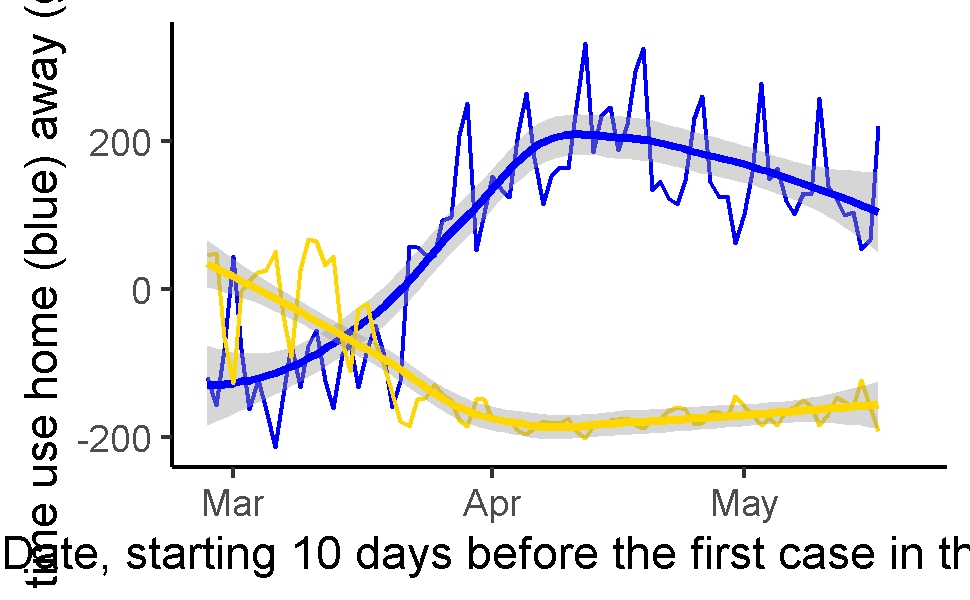 time use home (blue) away (
200
0
-200
Mar Apr May
Date, starting 10 days before the first case in th